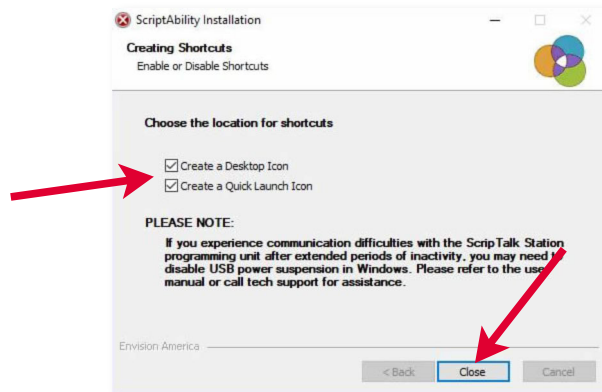 ScriptAbility Installation
Creating Shortcuts
Enable or Disable Shortcuts
Choose the location for shortcuts
Create a Desktop Icon
Create a Quick Launch Icon
PLEASE NOTE:
If you experience communication difficulties with the ScripTalk Station
programming unit after extended periods of inactivity, you may need to
disable USB power suspension in Windows. Please refer to the user
manual or call tech support for assistance.
Envision America
< Back Close Cancel